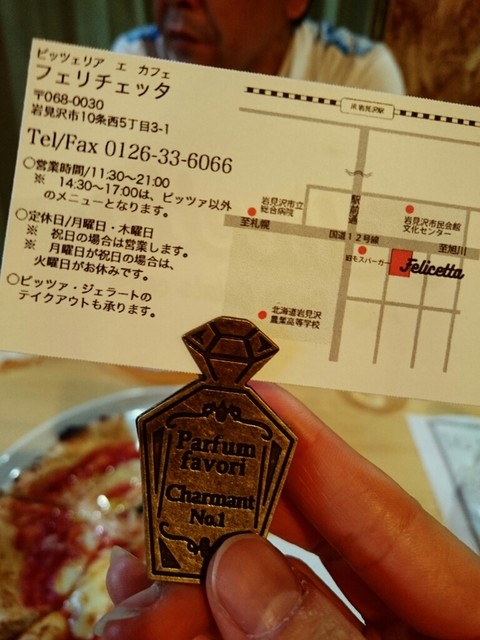 ピッツェリア エ カフェ
フェリチェッタ
〒068-0030
岩見沢市10条西5丁目3-1
Tel/Fax 0126-33-6066
○営業時間/11:30〜21:00
※ 14:30〜17:00は、ピッツァ以外
のメニューとなります。
○定休日/月曜日・木曜日
※ 祝日の場合は営業します。
※ 月曜日が祝日の場合は、
火曜日がお休みです。
○ピッツァ・ジェラートの
テイクアウトも承ります。
JR岩見沢駅
岩見沢市立
総合病院
駅前通
岩見沢市民会館
文化センター
至札幌
国道12号線
至旭川
旧モスバーガー
Felicetta
北海道岩見沢
農業高等学校
Parfum
favori
Charmant
No.1